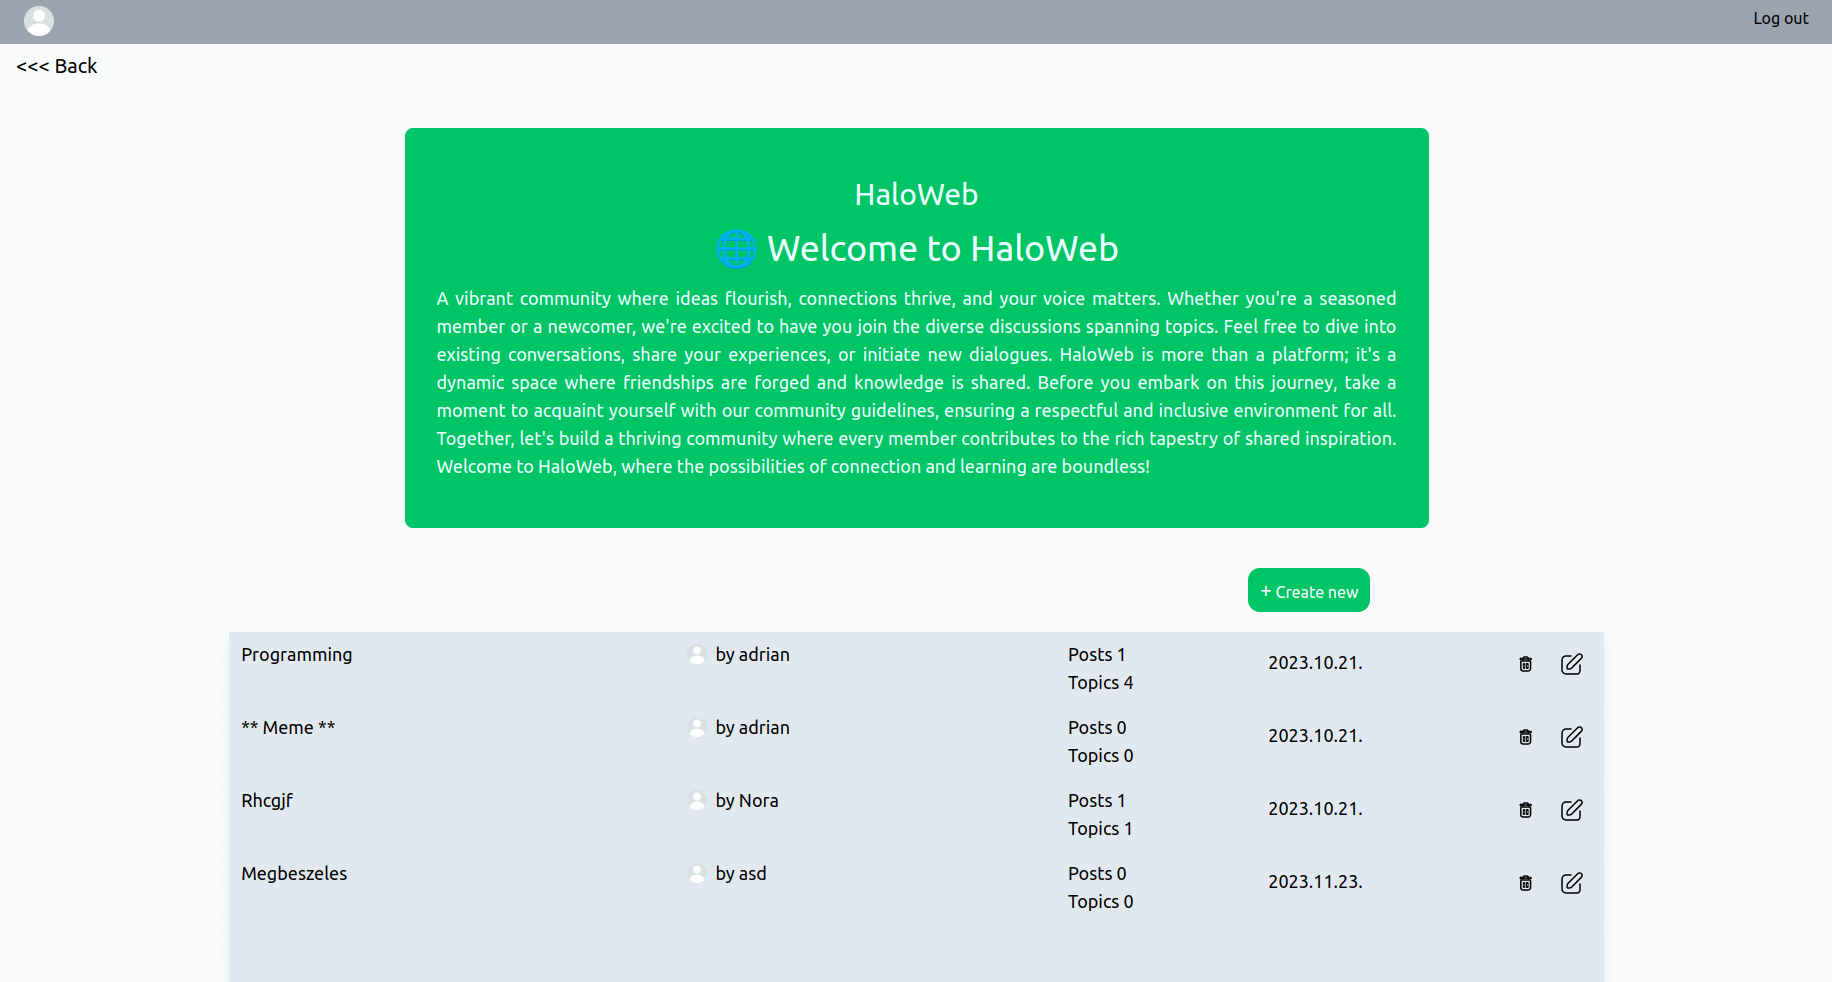 Log out
<<< Back
HaloWeb
🌐 Welcome to HaloWeb
A vibrant community where ideas flourish, connections thrive, and your voice matters. Whether you're a seasoned
member or a newcomer, we're excited to have you join the diverse discussions spanning topics. Feel free to dive into
existing conversations, share your experiences, or initiate new dialogues. HaloWeb is more than a platform; it's a
dynamic space where friendships are forged and knowledge is shared. Before you embark on this journey, take a
moment to acquaint yourself with our community guidelines, ensuring a respectful and inclusive environment for all.
Together, let's build a thriving community where every member contributes to the rich tapestry of shared inspiration.
Welcome to HaloWeb, where the possibilities of connection and learning are boundless!
+ Create new
Programming by adrian Posts 1 2023.10.21.
Topics 4
** Meme ** by adrian Posts 0 2023.10.21.
Topics 0
Rhcgjf by Nora Posts 1 2023.10.21.
Topics 1
Megbeszeles by asd Posts 0 2023.11.23.
Topics 0